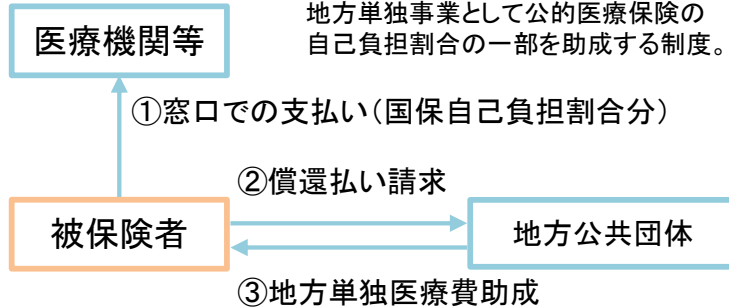 地方単独事業として公的医療保険の
自己負担割合の一部を助成する制度。
医療機関等
①窓口での支払い（国保自己負担割合分）
②償還払い請求
被保険者
地方公共団体
③地方単独医療費助成